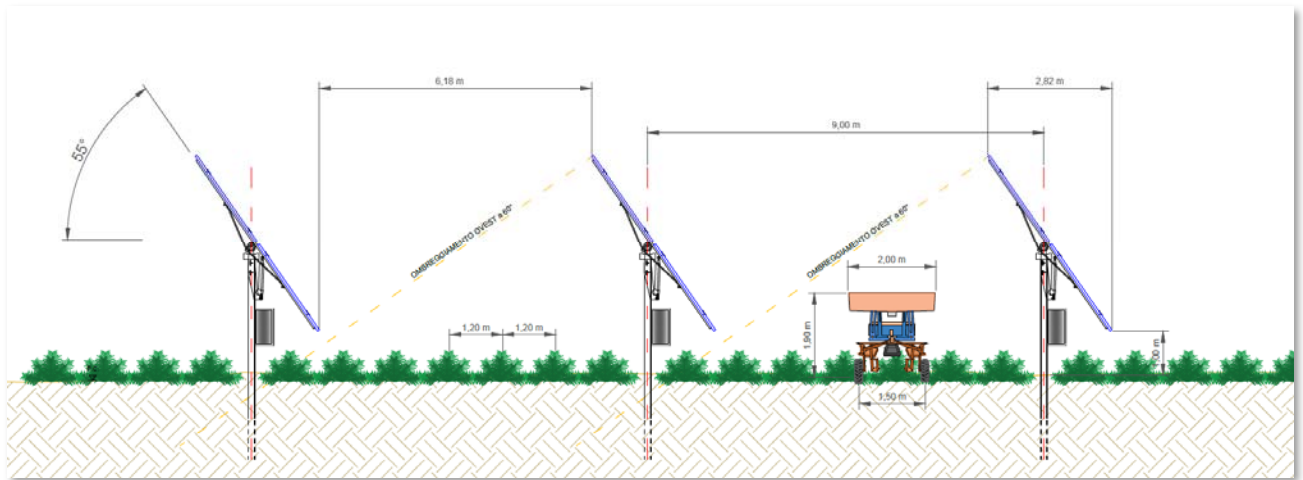 6,18 m
2,82 m
9,00 m
55°
OMBREGGIAMENTO OVEST a 60°
OMBREGGIAMENTO OVEST a 60°
2,00 m
1,20 m
1,20 m
1,90 m
1,50 m